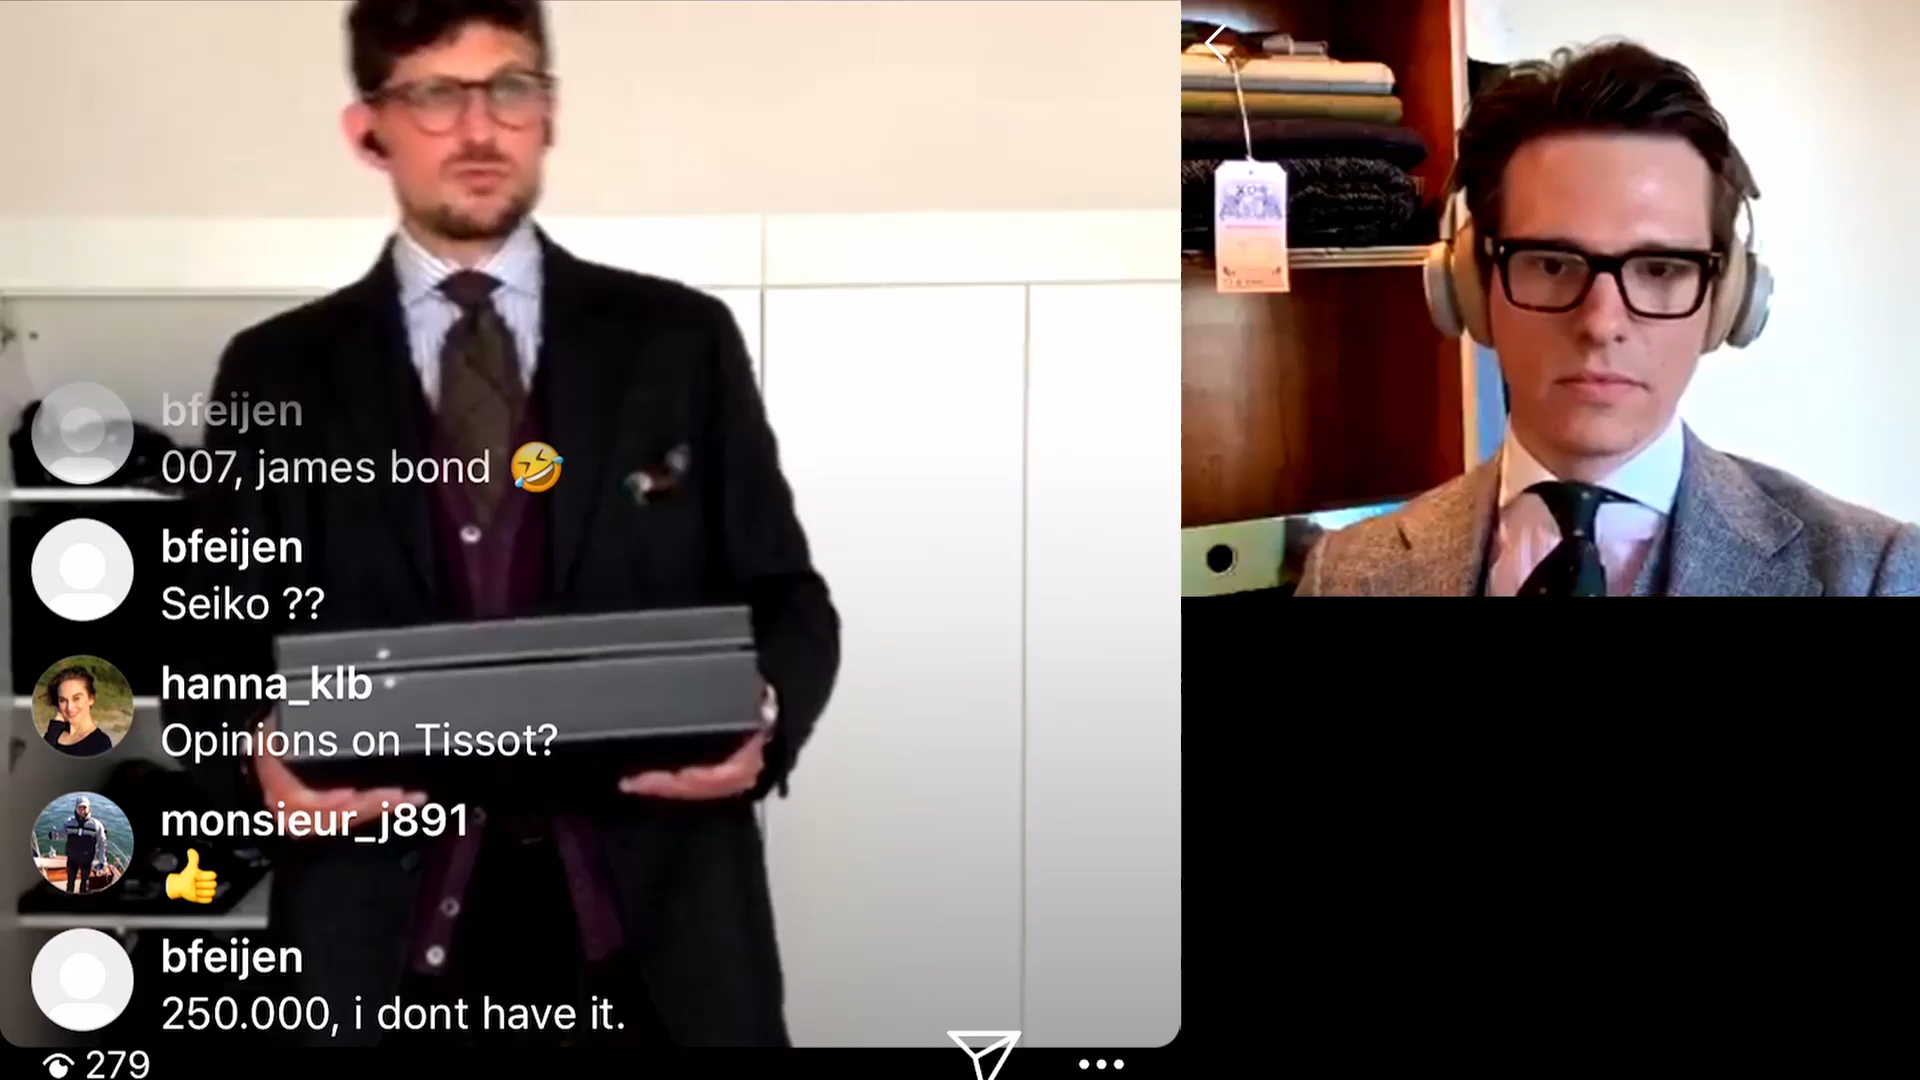 bfeijen
007, james bond 🤣
bfeijen
Seiko ??
hanna_klb
Opinions on Tissot?
monsieur_j891
👍
bfeijen
250.000, i dont have it.
279